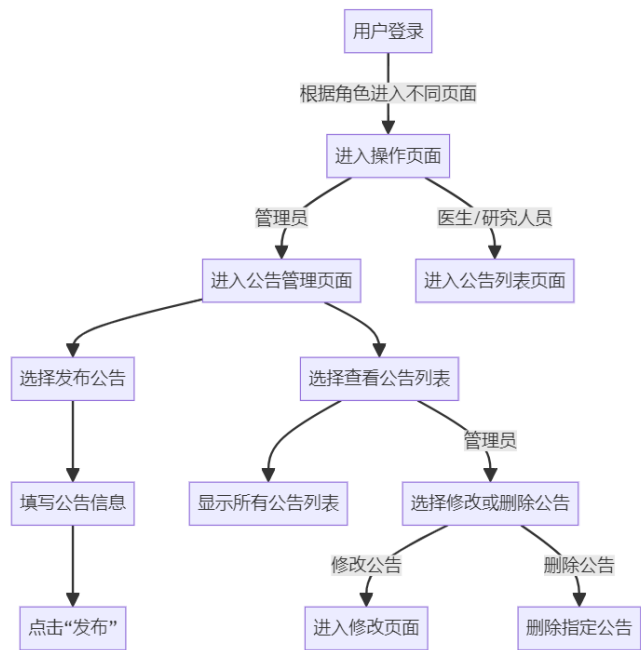 用户登录
根据角色进入不同页面
进入操作页面
管理员
医生/研究人员
进入公告管理页面
进入公告列表页面
选择发布公告
选择查看公告列表
管理员
填写公告信息
显示所有公告列表
选择修改或删除公告
修改公告
删除公告
点击“发布”
进入修改页面
删除指定公告